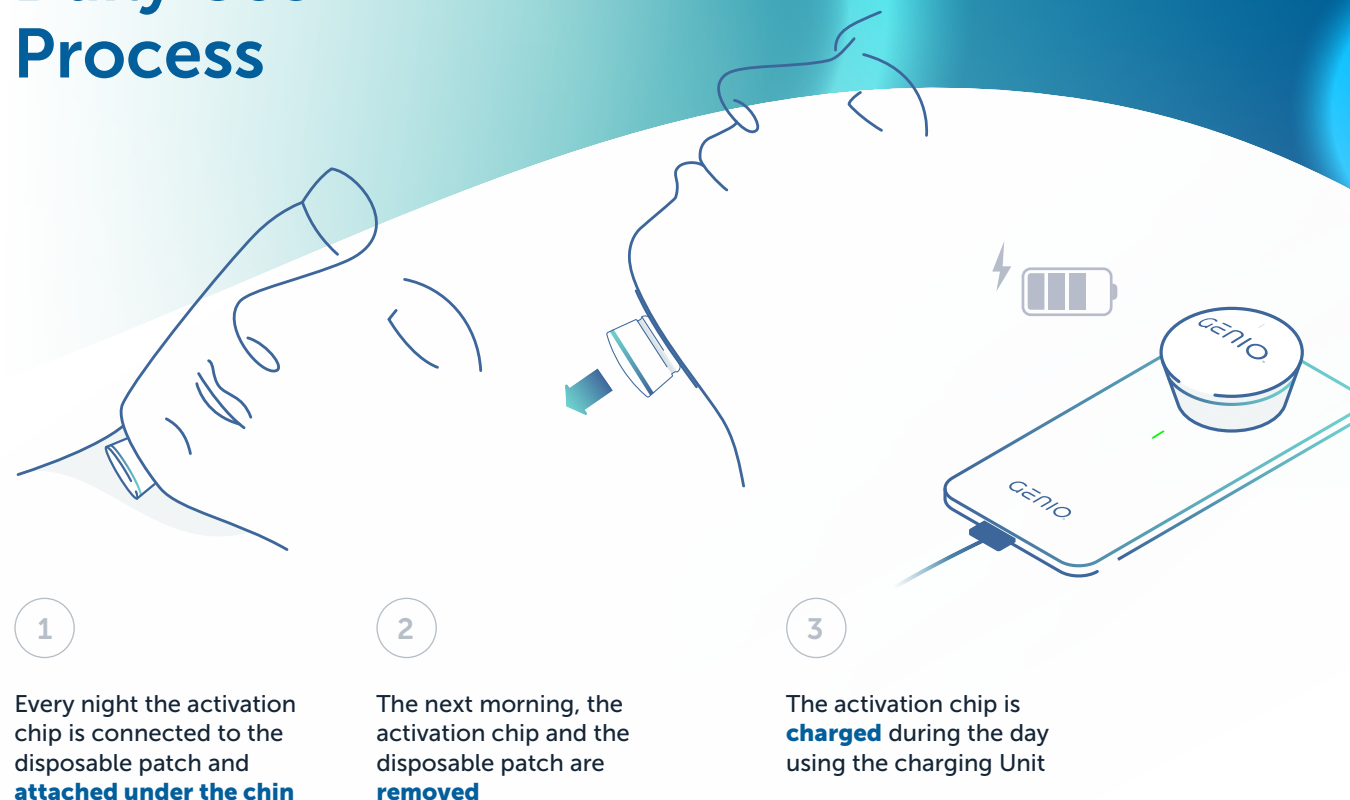 Process
GENIO
GENIO
1
Every night the activation
chip is connected to the
disposable patch and
attached under the chin
2
The next morning, the
activation chip and the
disposable patch are
removed
3
The activation chip is
charged during the day
using the charging Unit